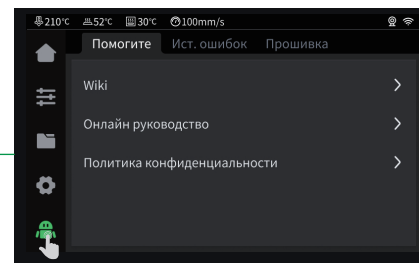 210°C 52°C 30°C 100mm/s
Помогите Ист. ошибок Прошивка
Wiki
Онлайн руководство
Политика конфиденциальности